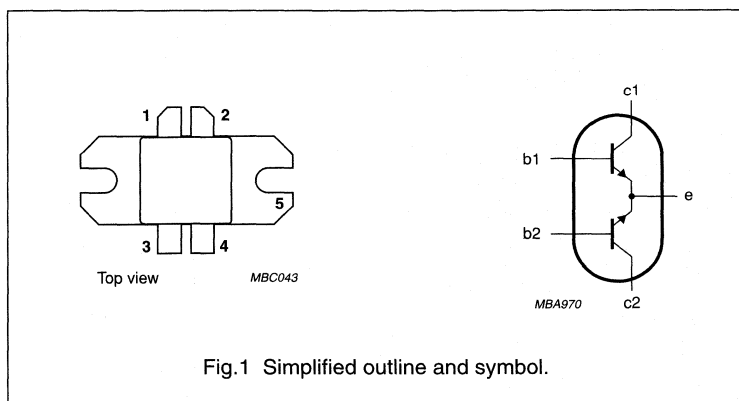 1
2
3
4
5
Top view
MBC043
c1
b1
e
b2
c2
MBA970
Fig.1 Simplified outline and symbol.